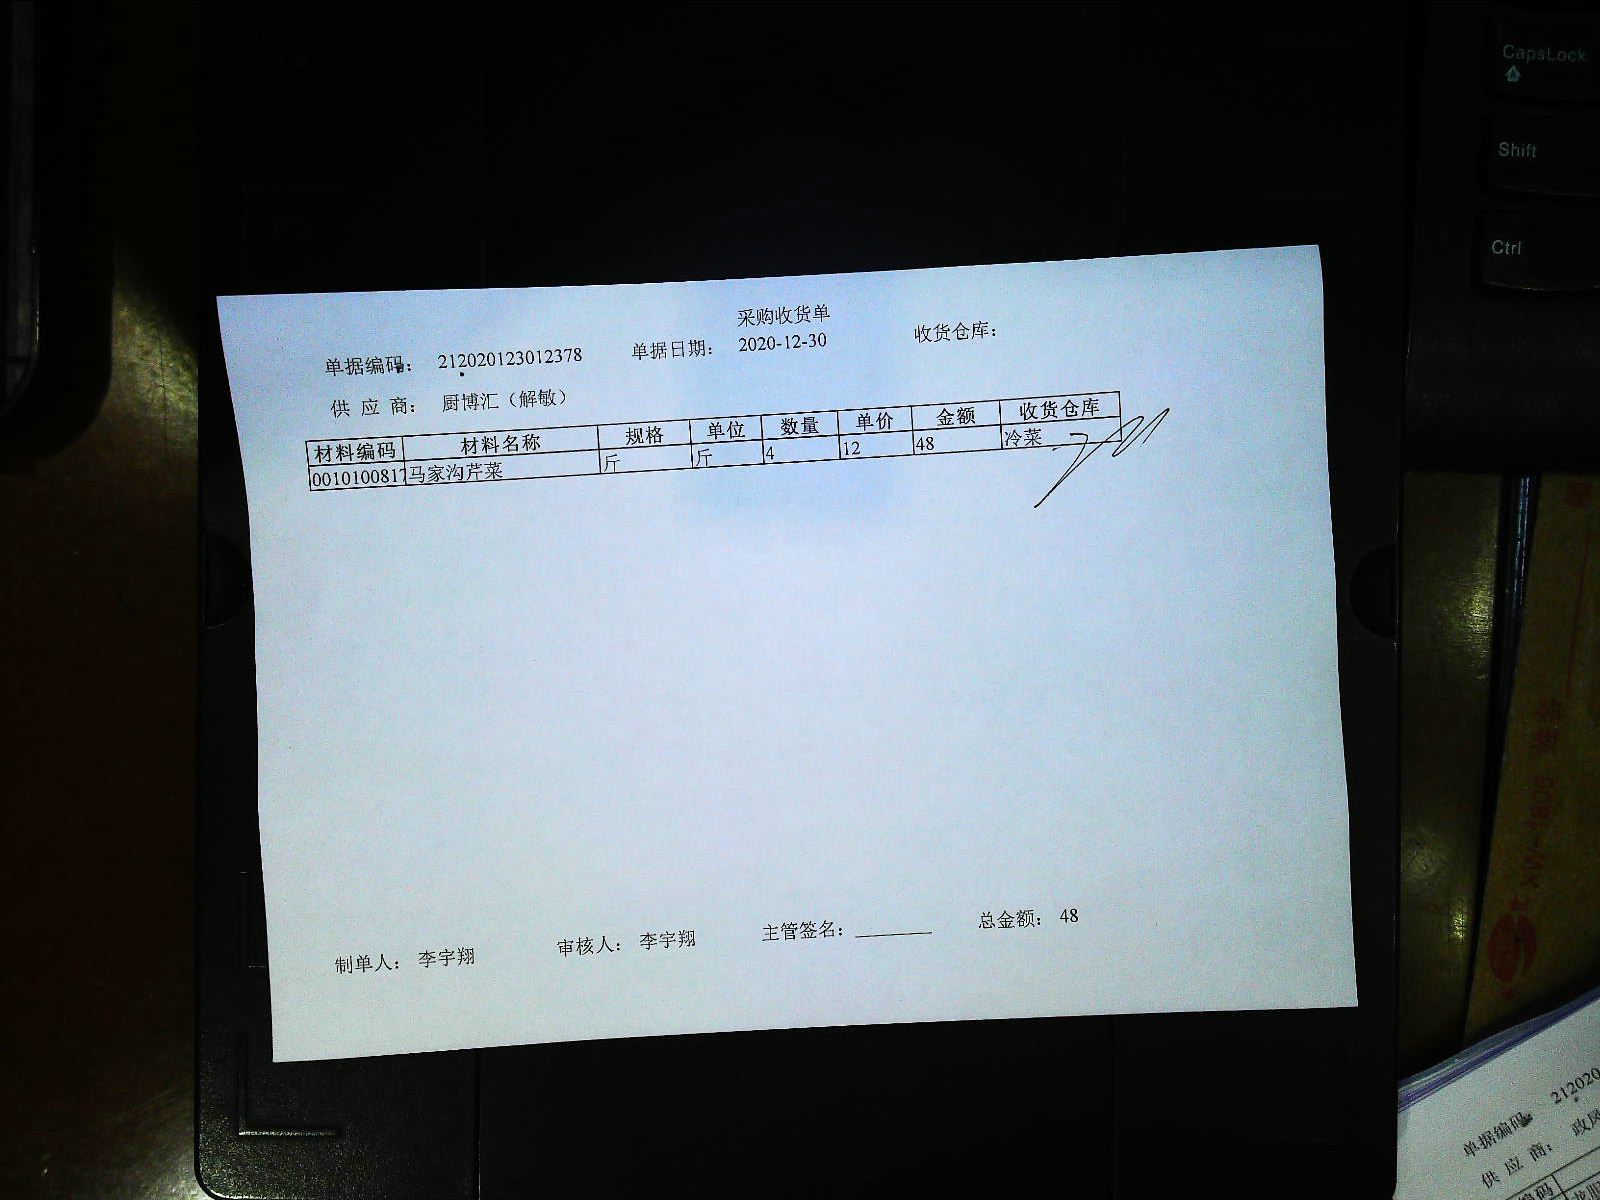 采购收货单
单据编码: 212020123012378 单据日期: 2020-12-30 收货仓库:
供 应 商: 厨博汇（解敏）
材料编码 材料名称 规格 单位 数量 单价 金额 收货仓库
0010100817 马家沟芹菜 斤 斤 4 12 48 冷菜
制单人: 李宇翔 审核人: 李宇翔 主管签名: ________ 总金额: 48
CapsLock
Shift
Ctrl
单据编码 212020
供 应 商: